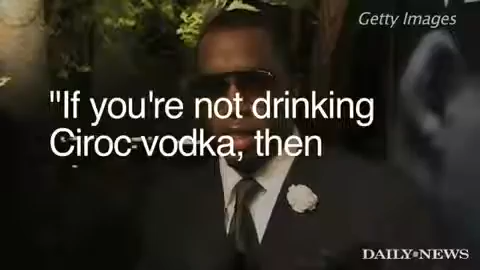 Getty Images
"If you're not drinking
Ciroc vodka, then
DAILY NEWS